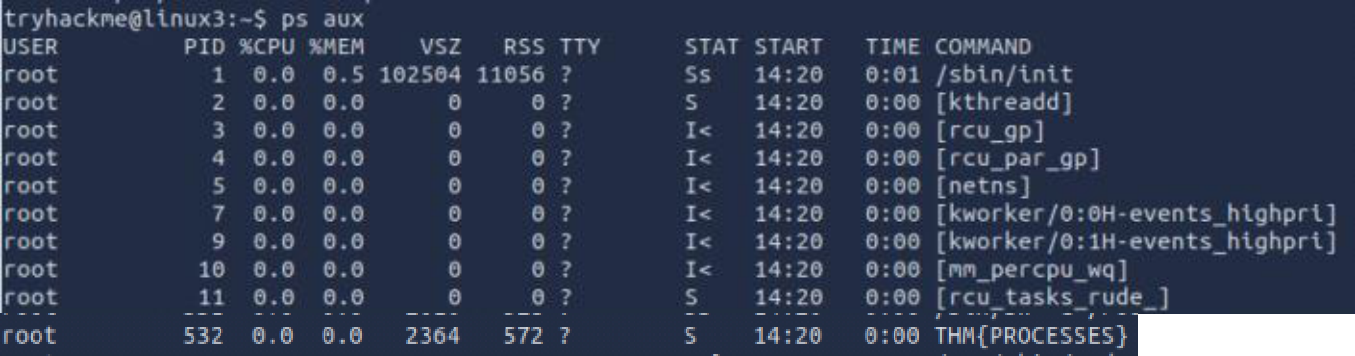 tryhackme@linux3:~$ ps aux
USER PID %CPU %MEM VSZ RSS TTY STAT START TIME COMMAND
root 1 0.0 0.5 102504 11056 ? Ss 14:20 0:01 /sbin/init
root 2 0.0 0.0 0 0 ? S 14:20 0:00 [kthreadd]
root 3 0.0 0.0 0 0 ? I< 14:20 0:00 [rcu_gp]
root 4 0.0 0.0 0 0 ? I< 14:20 0:00 [rcu_par_gp]
root 5 0.0 0.0 0 0 ? I< 14:20 0:00 [netns]
root 7 0.0 0.0 0 0 ? I< 14:20 0:00 [kworker/0:0H-events_highpri]
root 9 0.0 0.0 0 0 ? I< 14:20 0:00 [kworker/0:1H-events_highpri]
root 10 0.0 0.0 0 0 ? I< 14:20 0:00 [mm_percpu_wq]
root 11 0.0 0.0 0 0 ? S 14:20 0:00 [rcu_tasks_rude_]
root 532 0.0 0.0 2364 572 ? S 14:20 0:00 THM{PROCESSES}